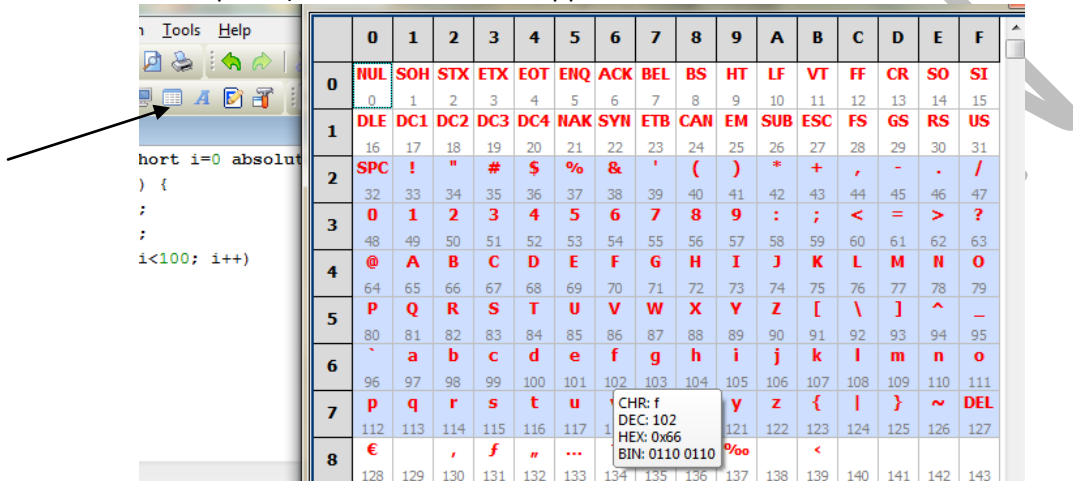 Tools Help
0 1 2 3 4 5 6 7 8 9 A B C D E F
0 NUL SOH STX ETX EOT ENQ ACK BEL BS HT LF VT FF CR SO SI
0 1 2 3 4 5 6 7 8 9 10 11 12 13 14 15
1 DLE DC1 DC2 DC3 DC4 NAK SYN ETB CAN EM SUB ESC FS GS RS US
16 17 18 19 20 21 22 23 24 25 26 27 28 29 30 31
hort i=0 absolut
2 SPC ! " # $ % & ' ( ) * + , - . /
32 33 34 35 36 37 38 39 40 41 42 43 44 45 46 47
) {
;
3 0 1 2 3 4 5 6 7 8 9 : ; < = > ?
48 49 50 51 52 53 54 55 56 57 58 59 60 61 62 63
;
i<100; i++)
4 @ A B C D E F G H I J K L M N O
64 65 66 67 68 69 70 71 72 73 74 75 76 77 78 79
5 P Q R S T U V W X Y Z [ \ ] ^ _
80 81 82 83 84 85 86 87 88 89 90 91 92 93 94 95
6 ` a b c d e f g h i j k l m n o
96 97 98 99 100 101 102 103 104 105 106 107 108 109 110 111
7 p q r s t u y z { | } ~ DEL
112 113 114 115 116 117 121 122 123 124 125 126 127
CHR: f
DEC: 102
HEX: 0x66
BIN: 0110 0110
8 € ‚ ƒ „ … ‰ ‹
128 129 130 131 132 133 134 135 136 137 138 139 140 141 142 143